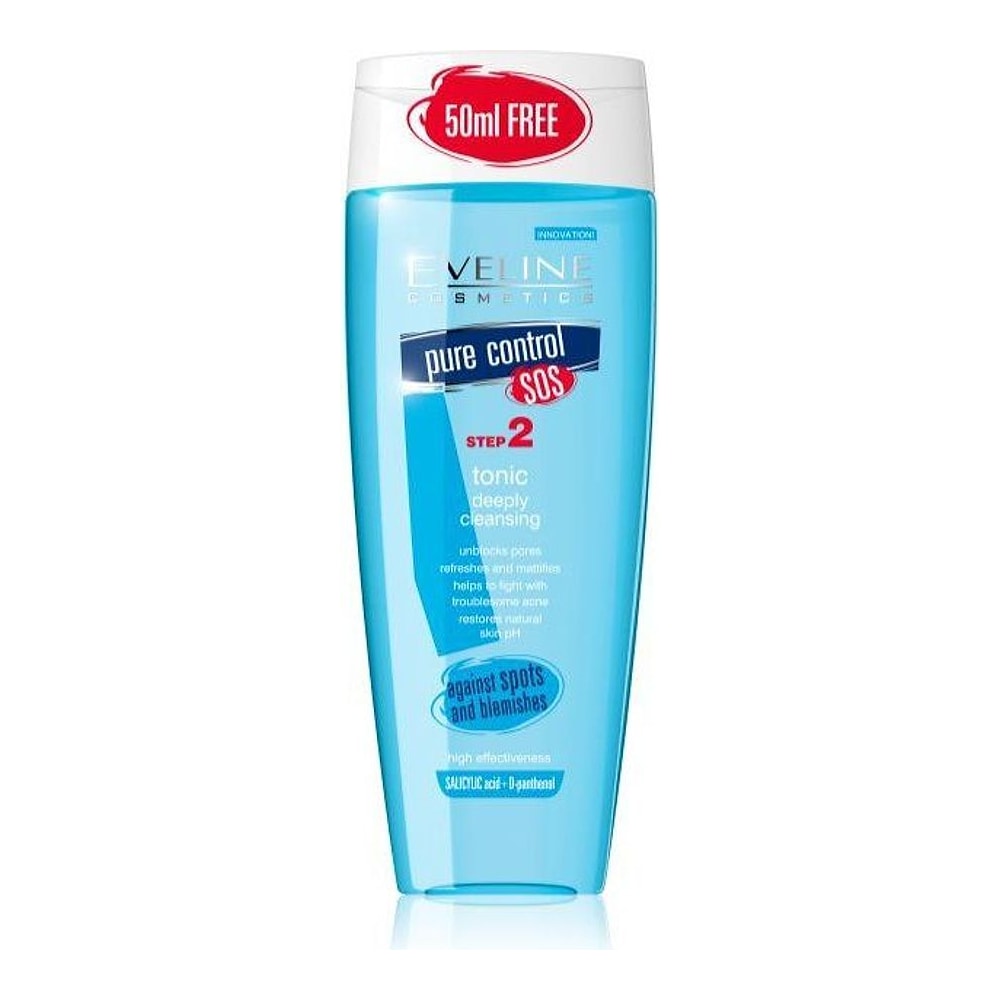 50ml FREE
INNOVATION!
EVELINE
COSMETICS
pure control
SOS
STEP 2
tonic
deeply
cleansing
unblocks pores
refreshes and mattifies
helps to fight with
troublesome acne
restores natural
skin pH
against spots
and blemishes
high effectiveness
SALICYLIC acid + D-panthenol